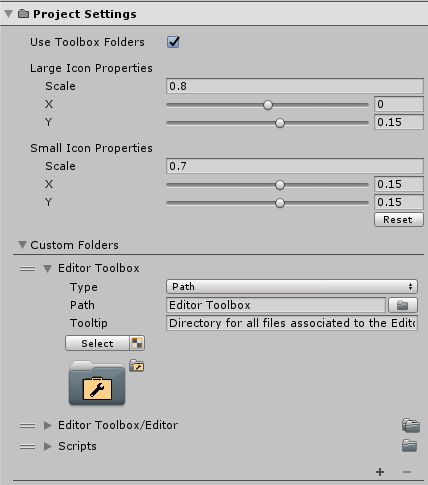 Project Settings
Use Toolbox Folders
Large Icon Properties
Scale 0.8
X 0
Y 0.15
Small Icon Properties
Scale 0.7
X 0.15
Y 0.15
Reset
Custom Folders
Editor Toolbox
Type Path
Path Editor Toolbox
Tooltip Directory for all files associated to the Edito
Select
Editor Toolbox/Editor
Scripts